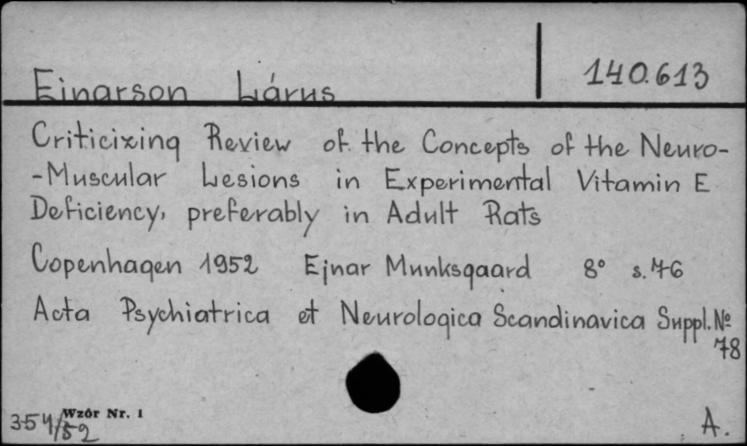 Einarson Lárus
140.613
Criticizing Review of the Concepts of the Neuro-
-Muscular Lesions in Experimental Vitamin E
Deficiency, preferably in Adult Rats
Copenhagen 1952 Ejnar Munksgaard 8° s.76
Acta Psychiatrica et Neurologica Scandinavica Suppl. №
78
Wzór Nr. 1
354/52
A.